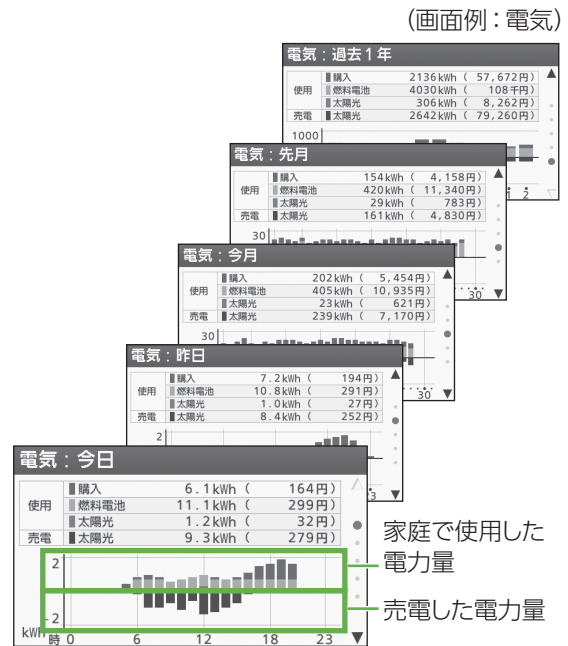 (画面例：電気)
電気：過去1年
使用
■購入 2136kWh ( 57,672円)
■燃料電池 4030kWh ( 108千円)
■太陽光 306kWh ( 8,262円)
売電 ■太陽光 2642kWh ( 79,260円)
1000
1 2
電気：先月
使用
■購入 154kWh ( 4,158円)
■燃料電池 420kWh ( 11,340円)
■太陽光 29kWh ( 783円)
売電 ■太陽光 161kWh ( 4,830円)
30
30
電気：今月
使用
■購入 202kWh ( 5,454円)
■燃料電池 405kWh ( 10,935円)
■太陽光 23kWh ( 621円)
売電 ■太陽光 239kWh ( 7,170円)
30
30
電気：昨日
使用
■購入 7.2kWh ( 194円)
■燃料電池 10.8kWh ( 291円)
■太陽光 1.0kWh ( 27円)
売電 ■太陽光 8.4kWh ( 252円)
2
電気：今日
使用
■購入 6.1kWh ( 164円)
■燃料電池 11.1kWh ( 299円)
■太陽光 1.2kWh ( 32円)
売電 ■太陽光 9.3kWh ( 279円)
2
-2
kWh
時 0 6 12 18 23
家庭で使用した
電力量
売電した電力量